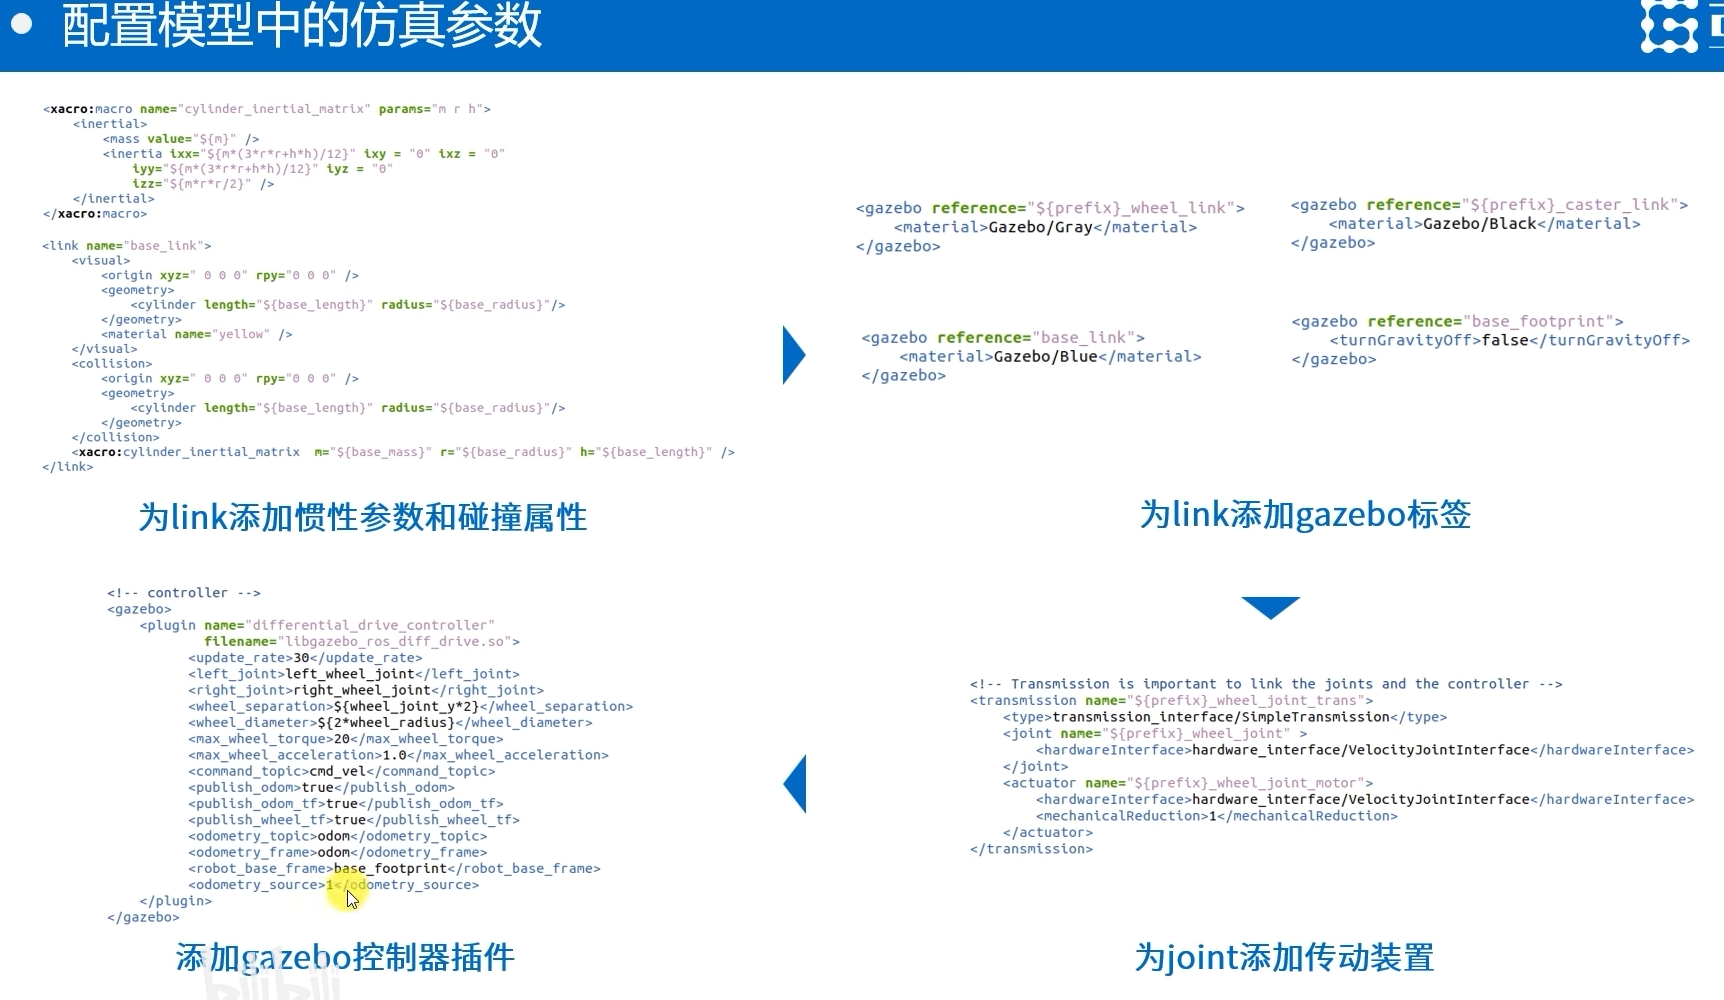 配置模型中的仿真参数
<xacro:macro name="cylinder_inertial_matrix" params="m r h">
<inertial>
<mass value="${m}" />
<inertia ixx="${m*(3*r*r+h*h)/12}" ixy = "0" ixz = "0"
iyy="${m*(3*r*r+h*h)/12}" iyz = "0"
izz="${m*r*r/2}" />
</inertial>
</xacro:macro>
<link name="base_link">
<visual>
<origin xyz=" 0 0 0" rpy="0 0 0" />
<geometry>
<cylinder length="${base_length}" radius="${base_radius}"/>
</geometry>
<material name="yellow" />
</visual>
<collision>
<origin xyz=" 0 0 0" rpy="0 0 0" />
<geometry>
<cylinder length="${base_length}" radius="${base_radius}"/>
</geometry>
</collision>
<xacro:cylinder_inertial_matrix  m="${base_mass}" r="${base_radius}" h="${base_length}" />
</link>
为link添加惯性参数和碰撞属性
<gazebo reference="${prefix}_wheel_link">
<material>Gazebo/Gray</material>
</gazebo>
<gazebo reference="${prefix}_caster_link">
<material>Gazebo/Black</material>
</gazebo>
<gazebo reference="base_link">
<material>Gazebo/Blue</material>
</gazebo>
<gazebo reference="base_footprint">
<turnGravityOff>false</turnGravityOff>
</gazebo>
为link添加gazebo标签
<!-- Transmission is important to link the joints and the controller -->
<transmission name="${prefix}_wheel_joint_trans">
<type>transmission_interface/SimpleTransmission</type>
<joint name="${prefix}_wheel_joint" >
<hardwareInterface>hardware_interface/VelocityJointInterface</hardwareInterface>
</joint>
<actuator name="${prefix}_wheel_joint_motor">
<hardwareInterface>hardware_interface/VelocityJointInterface</hardwareInterface>
<mechanicalReduction>1</mechanicalReduction>
</actuator>
</transmission>
为joint添加传动装置
<!-- controller -->
<gazebo>
<plugin name="differential_drive_controller"
filename="libgazebo_ros_diff_drive.so">
<update_rate>30</update_rate>
<left_joint>left_wheel_joint</left_joint>
<right_joint>right_wheel_joint</right_joint>
<wheel_separation>${wheel_joint_y*2}</wheel_separation>
<wheel_diameter>${2*wheel_radius}</wheel_diameter>
<max_wheel_torque>20</max_wheel_torque>
<max_wheel_acceleration>1.0</max_wheel_acceleration>
<command_topic>cmd_vel</command_topic>
<publish_odom>true</publish_odom>
<publish_odom_tf>true</publish_odom_tf>
<publish_wheel_tf>true</publish_wheel_tf>
<odometry_topic>odom</odometry_topic>
<odometry_frame>odom</odometry_frame>
<robot_base_frame>base_footprint</robot_base_frame>
<odometry_source>1</odometry_source>
</plugin>
</gazebo>
添加gazebo控制器插件
bilibili